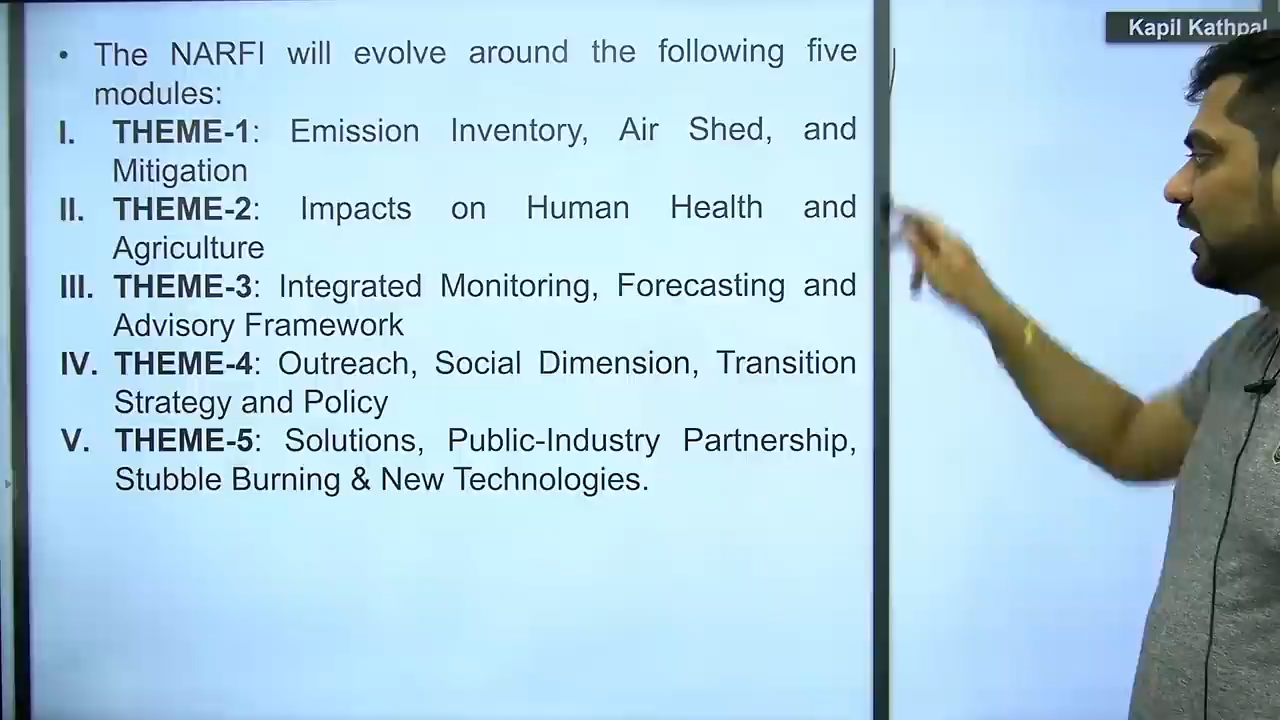 Kapil Kathpal
• The NARFI will evolve around the following five
modules:
I. THEME-1: Emission Inventory, Air Shed, and
Mitigation
II. THEME-2: Impacts on Human Health and
Agriculture
III. THEME-3: Integrated Monitoring, Forecasting and
Advisory Framework
IV. THEME-4: Outreach, Social Dimension, Transition
Strategy and Policy
V. THEME-5: Solutions, Public-Industry Partnership,
Stubble Burning & New Technologies.